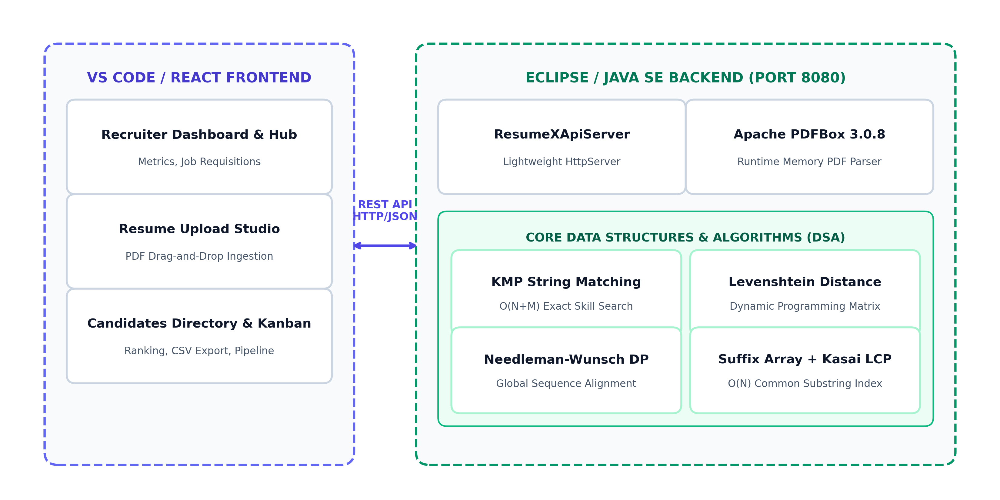 VS CODE / REACT FRONTEND
Recruiter Dashboard & Hub
Metrics, Job Requisitions
Resume Upload Studio
PDF Drag-and-Drop Ingestion
Candidates Directory & Kanban
Ranking, CSV Export, Pipeline
REST API
HTTP/JSON
ECLIPSE / JAVA SE BACKEND (PORT 8080)
ResumeXApiServer
Lightweight HttpServer
Apache PDFBox 3.0.8
Runtime Memory PDF Parser
CORE DATA STRUCTURES & ALGORITHMS (DSA)
KMP String Matching
O(N+M) Exact Skill Search
Levenshtein Distance
Dynamic Programming Matrix
Needleman-Wunsch DP
Global Sequence Alignment
Suffix Array + Kasai LCP
O(N) Common Substring Index